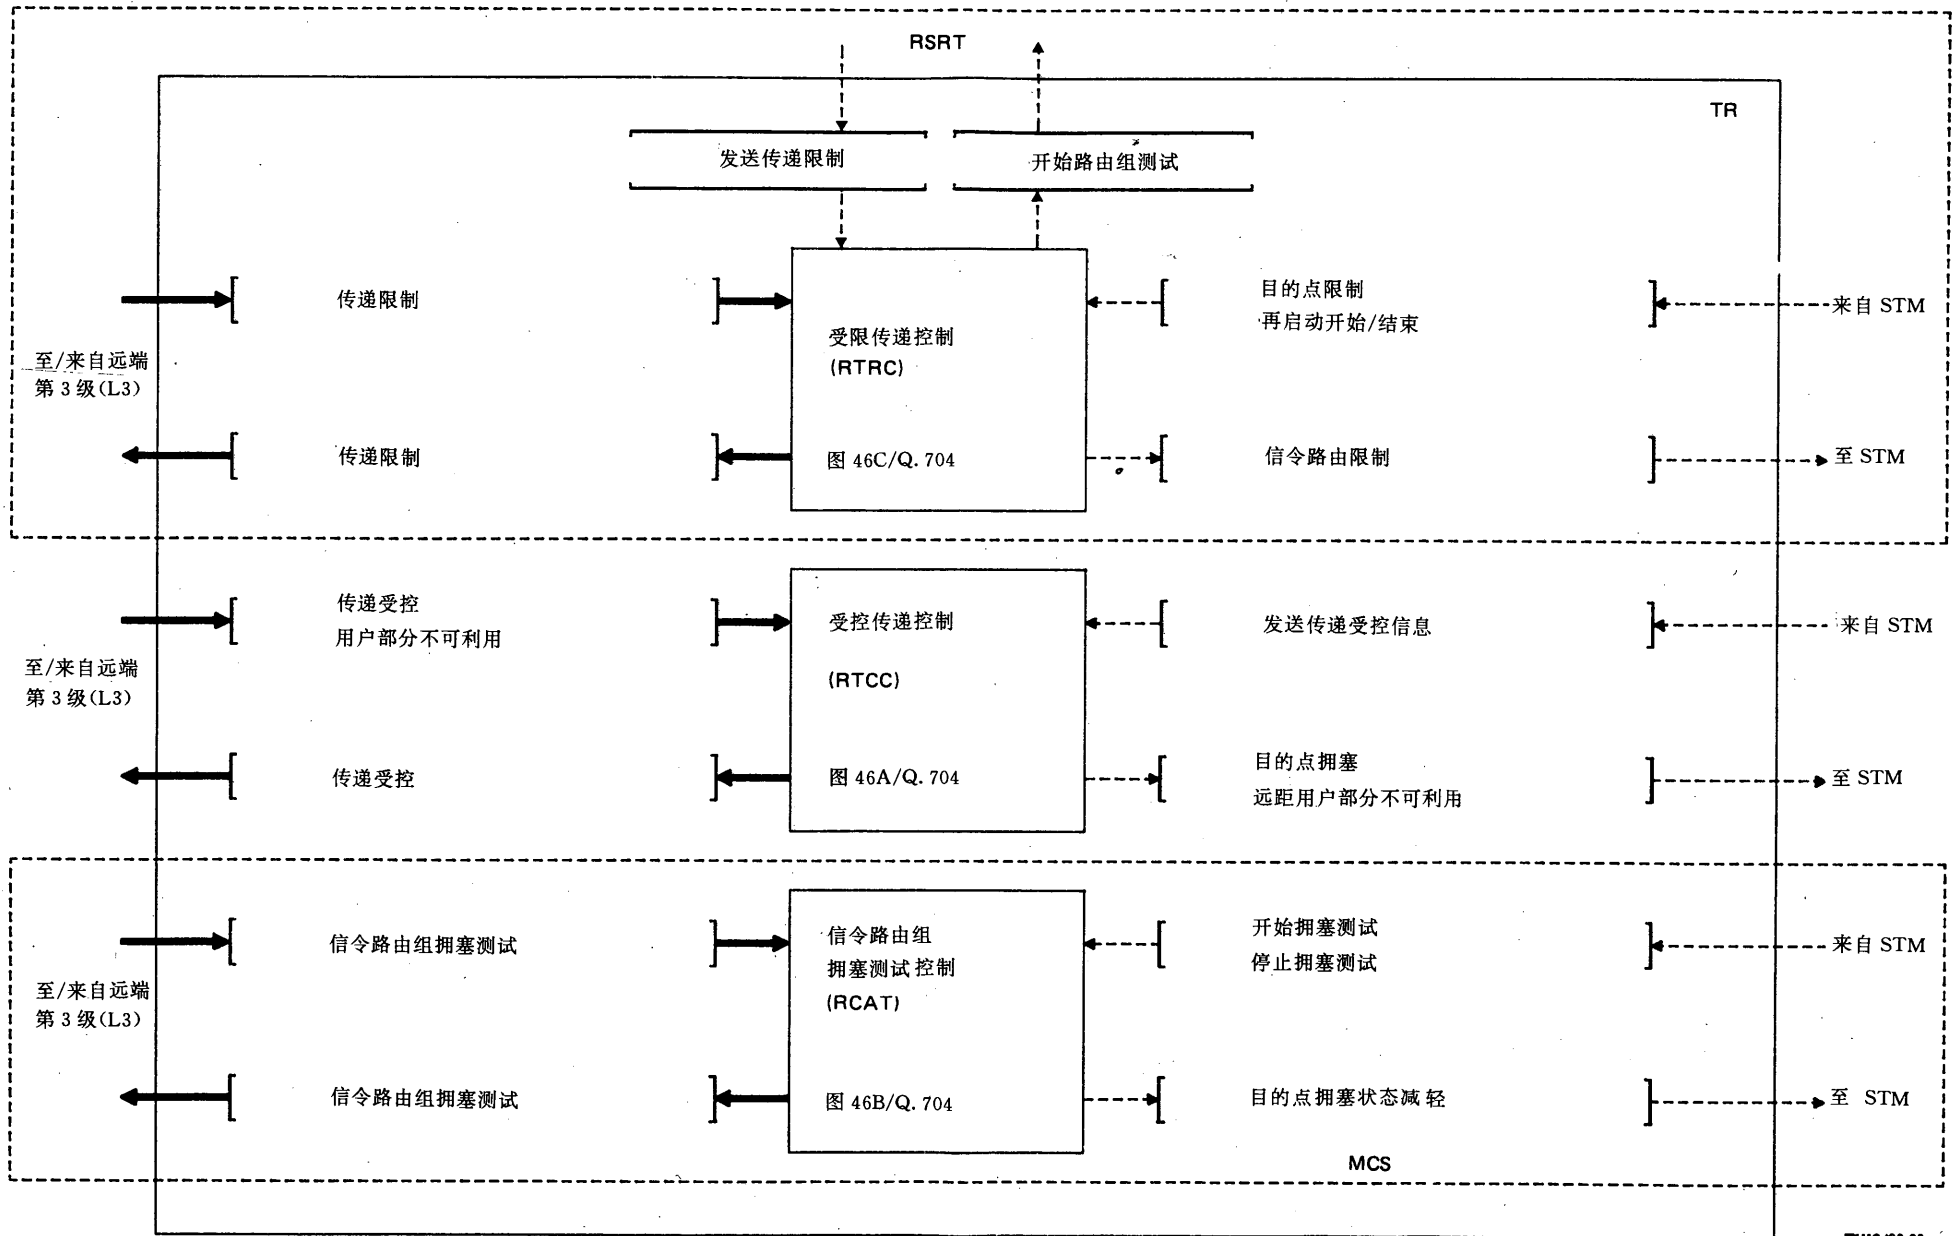 RSRT
TR
发送传递限制
开始路由组测试
传递限制
目的点限制
再启动开始/结束
来自 STM
受限传递控制
(RTRC)
至/来自远端
第 3 级(L3)
传递限制
图 46C/Q. 704
信令路由限制
至 STM
传递受控
用户部分不可利用
受控传递控制
发送传递受控信息
来自 STM
至/来自远端
第 3 级(L3)
(RTCC)
传递受控
图 46A/Q. 704
目的点拥塞
远距用户部分不可利用
至 STM
信令路由组拥塞测试
信令路由组
拥塞测试控制
(RCAT)
开始拥塞测试
停止拥塞测试
来自 STM
至/来自远端
第 3 级(L3)
信令路由组拥塞测试
图 46B/Q. 704
目的点拥塞状态减轻
至 STM
MCS